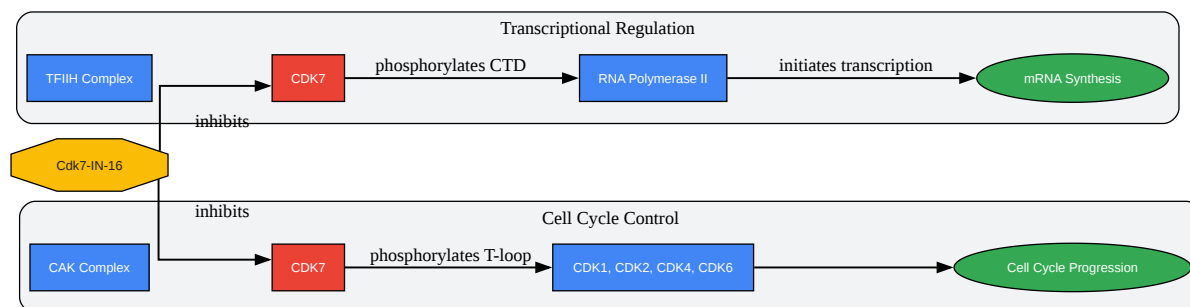 Transcriptional Regulation
TFIIH Complex
CDK7
phosphorylates CTD
RNA Polymerase II
initiates transcription
mRNA Synthesis
inhibits
Cdk7-IN-16
inhibits
Cell Cycle Control
CAK Complex
CDK7
phosphorylates T-loop
CDK1, CDK2, CDK4, CDK6
Cell Cycle Progression